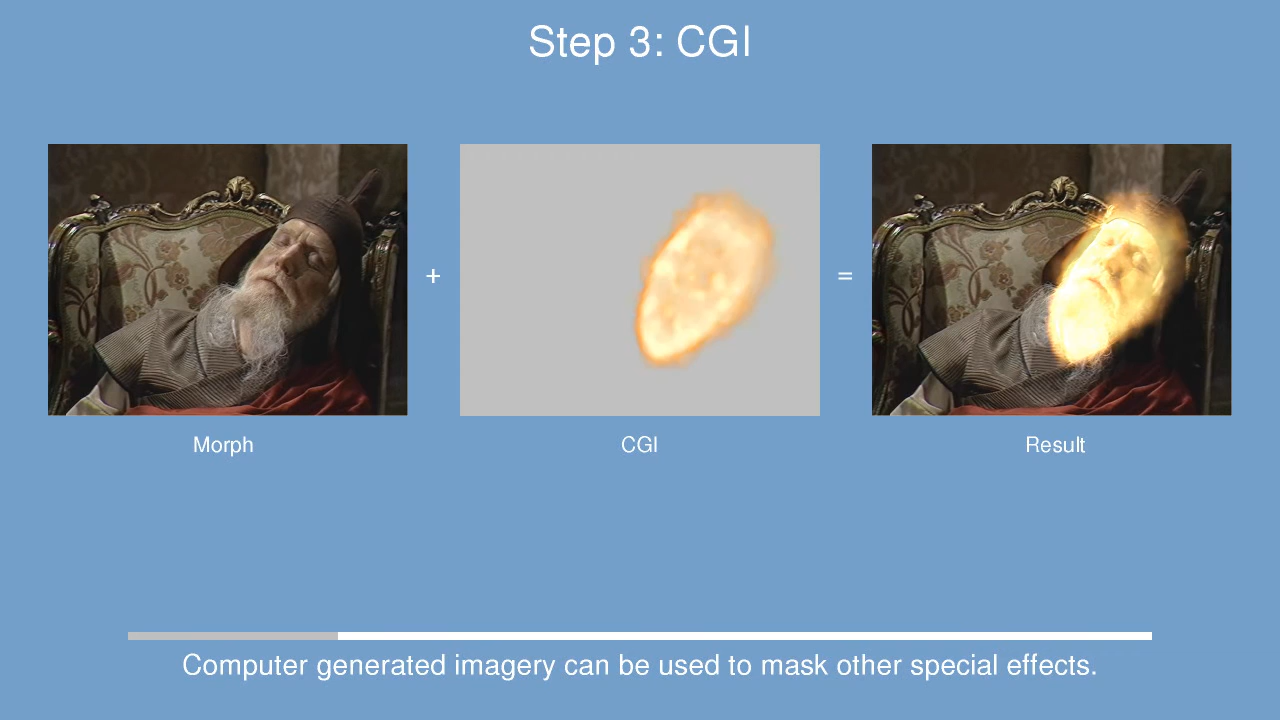 Step 3: CGI
+
=
Morph
CGI
Result
Computer generated imagery can be used to mask other special effects.